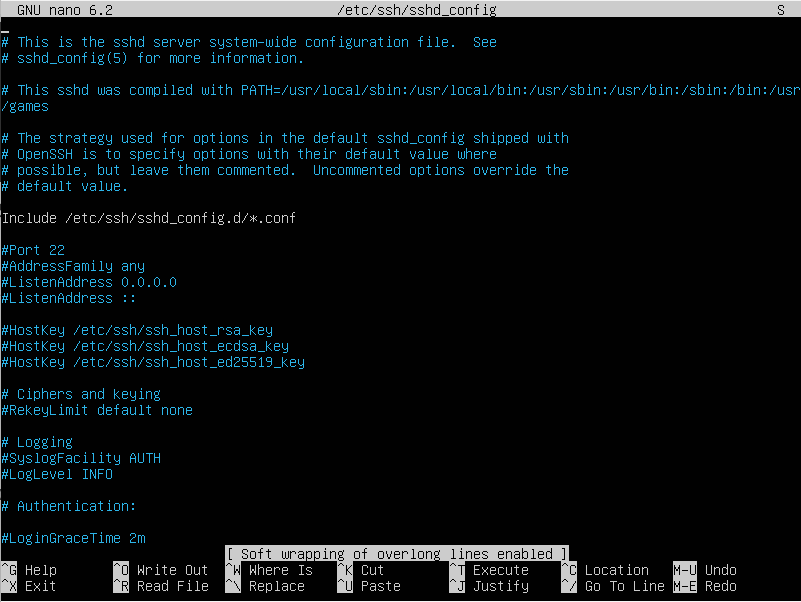 GNU nano 6.2 /etc/ssh/sshd_config S
# This is the sshd server system-wide configuration file.  See
# sshd_config(5) for more information.
# This sshd was compiled with PATH=/usr/local/sbin:/usr/local/bin:/usr/sbin:/usr/bin:/sbin:/bin:/usr
/games
# The strategy used for options in the default sshd_config shipped with
# OpenSSH is to specify options with their default value where
# possible, but leave them commented.  Uncommented options override the
# default value.
Include /etc/ssh/sshd_config.d/*.conf
#Port 22
#AddressFamily any
#ListenAddress 0.0.0.0
#ListenAddress ::
#HostKey /etc/ssh/ssh_host_rsa_key
#HostKey /etc/ssh/ssh_host_ecdsa_key
#HostKey /etc/ssh/ssh_host_ed25519_key
# Ciphers and keying
#RekeyLimit default none
# Logging
#SyslogFacility AUTH
#LogLevel INFO
# Authentication:
#LoginGraceTime 2m
[ Soft wrapping of overlong lines enabled ]
^G Help ^O Write Out ^W Where Is ^K Cut ^T Execute ^C Location M-U Undo
^X Exit ^R Read File ^\ Replace ^U Paste ^J Justify ^/ Go To Line M-E Redo